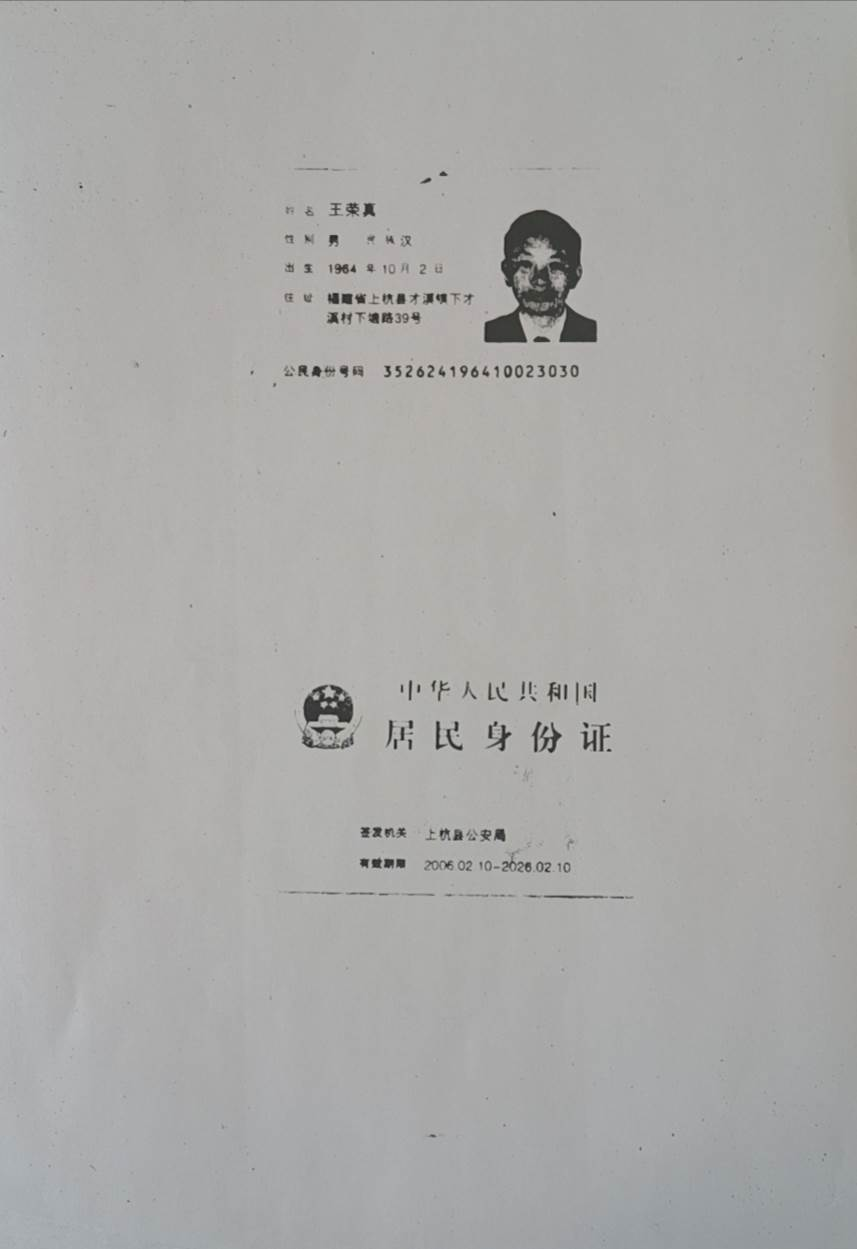 姓名 王荣真
性别 男 民族 汉
出生 1964 年 10 月 2 日
住址 福建省上杭县才溪镇下才
溪村下塘路39号
公民身份号码 352624196410023030
中华人民共和国
居民身份证
签发机关 上杭县公安局
有效期限 2006.02.10-2026.02.10